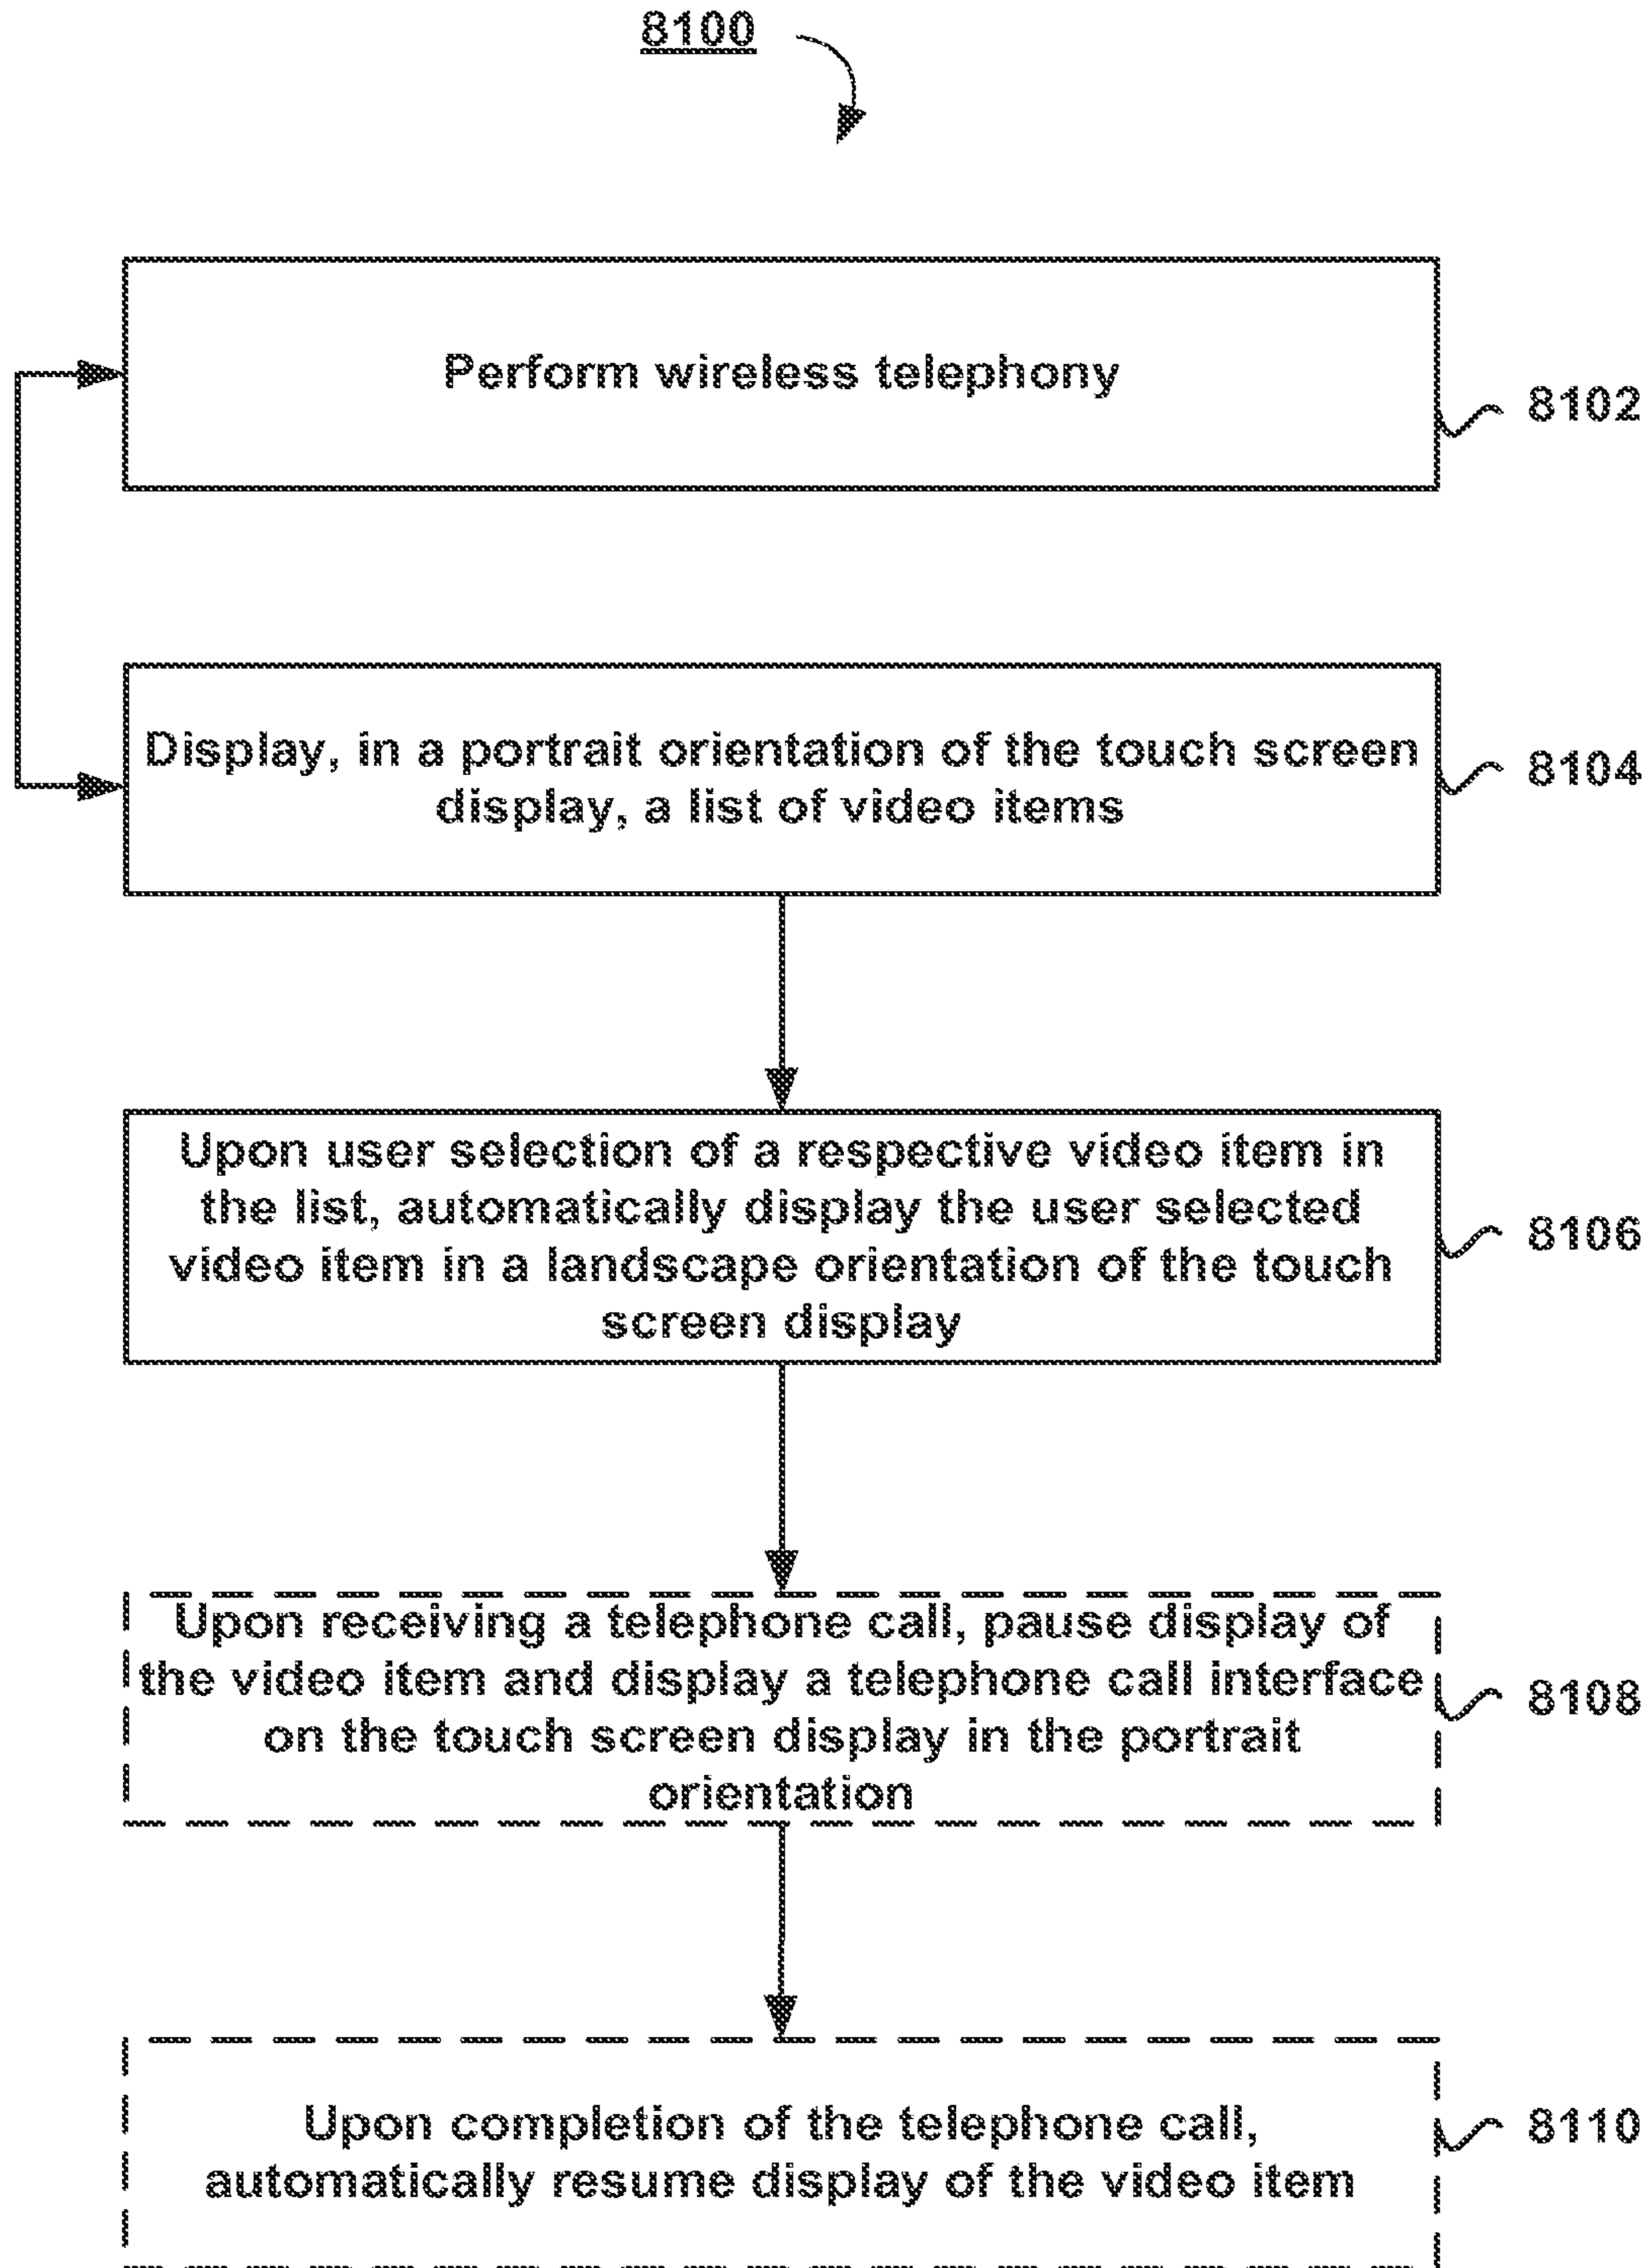 8100
Perform wireless telephony
8102
Display, in a portrait orientation of the touch screen
display, a list of video items
8104
Upon user selection of a respective video item in
the list, automatically display the user selected
video item in a landscape orientation of the touch
screen display
8106
Upon receiving a telephone call, pause display of
the video item and display a telephone call interface
on the touch screen display in the portrait
orientation
8108
Upon completion of the telephone call,
automatically resume display of the video item
8110